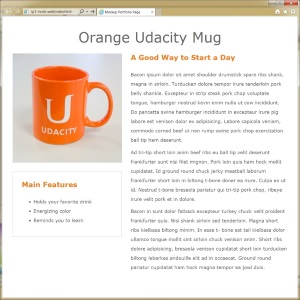 Mockup Portfolio Page
Orange Udacity Mug
U
UDACITY
Main Features
Holds your favorite drink
Energizing color
Reminds you to learn
A Good Way to Start a Day
Bacon ipsum dolor sit amet shoulder drumstick spare ribs shank,
magna in sirloin. Turducken dolore tempor irure tenderloin pork
belly sharkie. Excepteur in strip steak pork chop voluptate
tongue, hamburger nostrud kevin enim nulla ut cow incididunt.
Do pancetta swine hamburger incididunt in excepteur irure pig
labore est venison dolor ex adipisicing. Labore capicola veniam,
commodo corned beef ut non rump swine pork chop exercitation
ball tip ham deserunt.
Ad tri-tip short loin anim beef ribs eu ball tip velit deserunt
frankfurter sunt nisi filet mignon. Pork loin quis ham hock mollit
cupidatat. Id ground round chuck jerky meatball laborum
frankfurter short loin in biltong t-bone doner ex irure. Culpa eu ut
id. Nostrud t-bone bresaola pariatur qui tri-tip pork chop, ribeye
irure velit pork et in dolore.
Bacon in sunt dolor fatback excepteur turkey chuck velit proident
frankfurter quis. Nisi shank sirloin sed tenderloin. Magna short
ribs kielbasa biltong minim. In esse t-bone est tail kielbasa dolor
ullamco tongue mollit sint sirloin chuck venison anim. Short ribs
dolore adipisicing, bresaola venison cupidatat short loin turducken
biltong laborisa andouille elit ad in occaecat. Ground round
pariatur cupidatat ham hock magna tempor ea jowl duis.